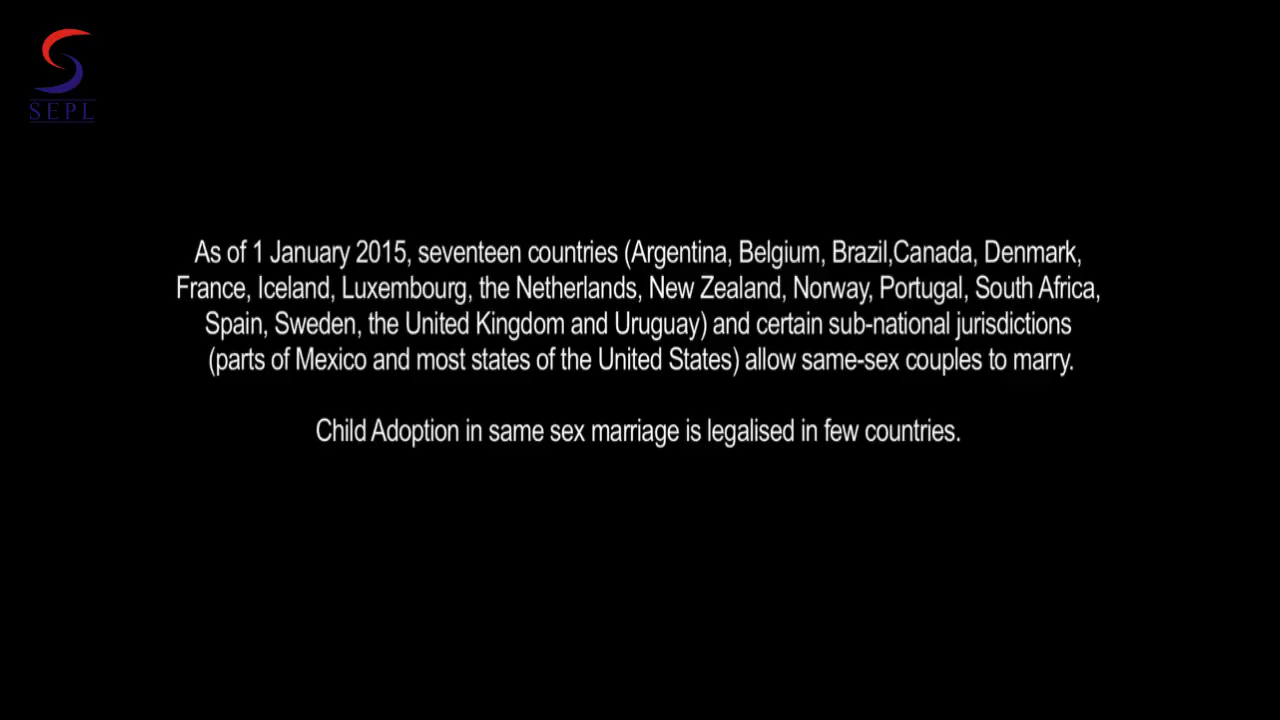 SEPL
As of 1 January 2015, seventeen countries (Argentina, Belgium, Brazil,Canada, Denmark,
France, Iceland, Luxembourg, the Netherlands, New Zealand, Norway, Portugal, South Africa,
Spain, Sweden, the United Kingdom and Uruguay) and certain sub-national jurisdictions
(parts of Mexico and most states of the United States) allow same-sex couples to marry.
Child Adoption in same sex marriage is legalised in few countries.